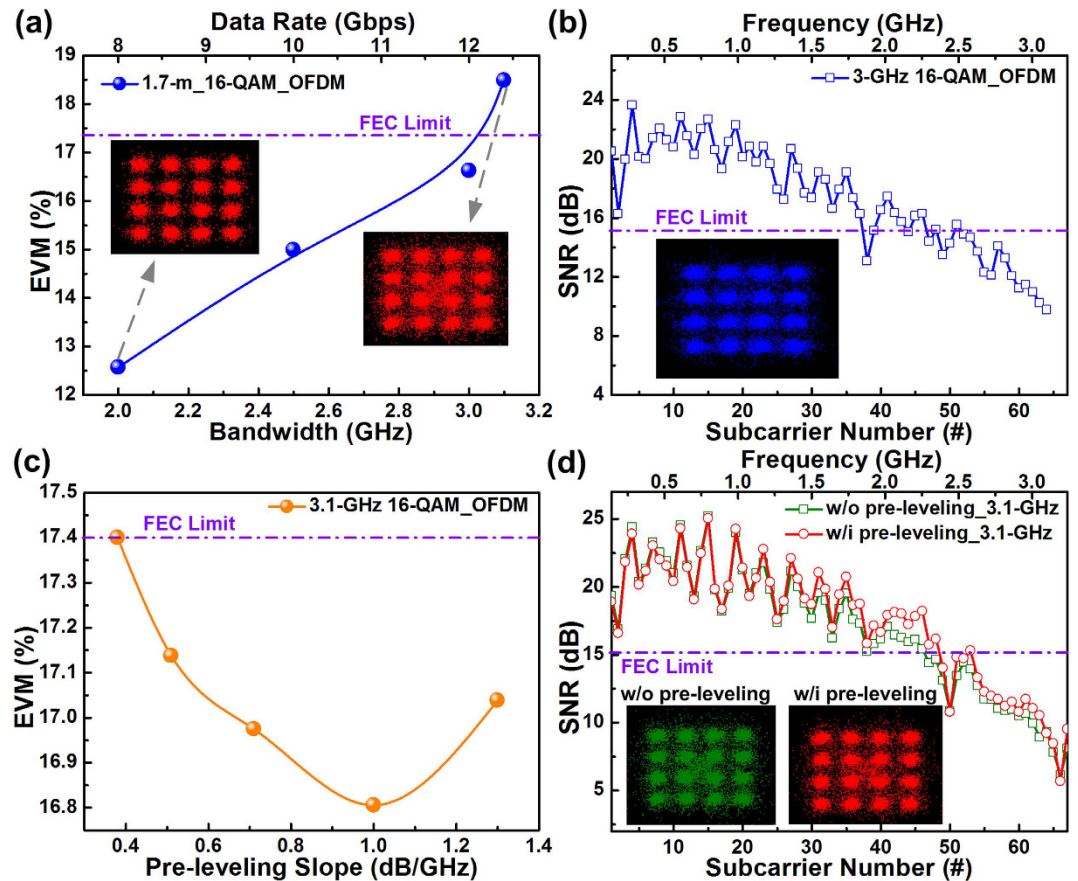 (a)
Data Rate (Gbps)
8 9 10 11 12
1.7-m_16-QAM_OFDM
FEC Limit
EVM (%)
19
18
17
16
15
14
13
12
2.0 2.2 2.4 2.6 2.8 3.0 3.2
Bandwidth (GHz)
(b)
Frequency (GHz)
0.5 1.0 1.5 2.0 2.5 3.0
3-GHz 16-QAM_OFDM
FEC Limit
SNR (dB)
24
20
16
12
8
4
10 20 30 40 50 60
Subcarrier Number (#)
(c)
3.1-GHz 16-QAM_OFDM
FEC Limit
EVM (%)
17.5
17.4
17.3
17.2
17.1
17.0
16.9
16.8
0.4 0.6 0.8 1.0 1.2 1.4
Pre-leveling Slope (dB/GHz)
(d)
Frequency (GHz)
0.5 1.0 1.5 2.0 2.5 3.0
w/o pre-leveling_3.1-GHz
w/i pre-leveling_3.1-GHz
FEC Limit
w/o pre-leveling w/i pre-leveling
SNR (dB)
25
20
15
10
5
0
10 20 30 40 50 60
Subcarrier Number (#)